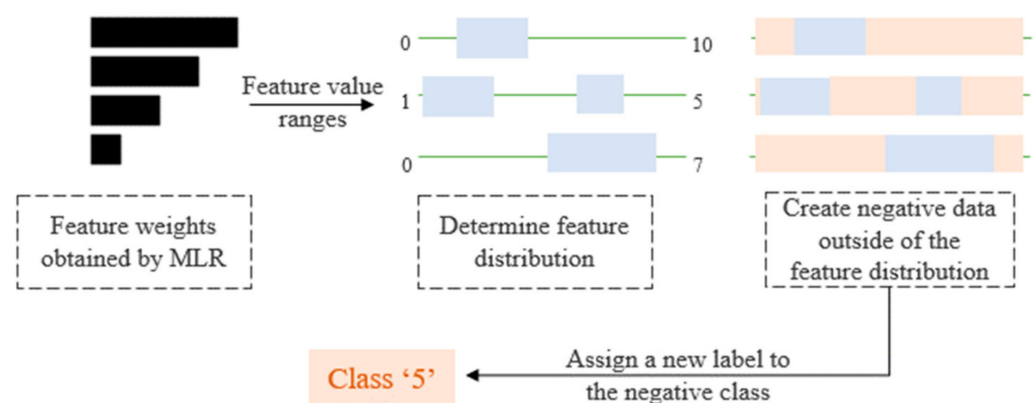 0
10
Feature value
ranges
1
5
0
7
Feature weights
obtained by MLR
Determine feature
distribution
Create negative data
outside of the
feature distribution
Class ‘5’
Assign a new label to
the negative class